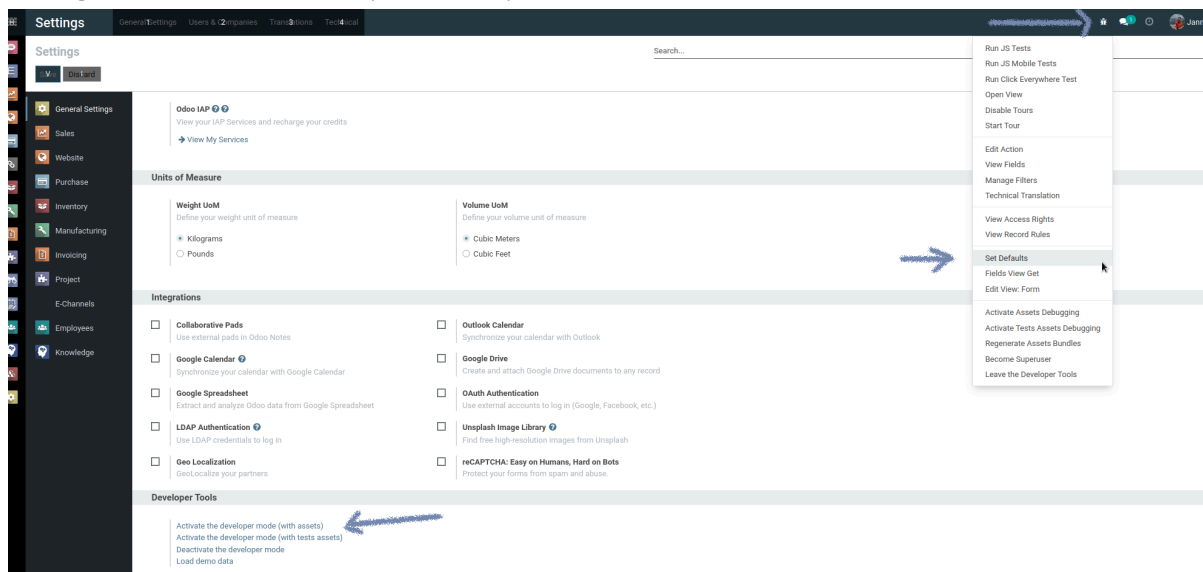 Settings
General Settings Users & Companies Translations Technical
1
Settings
Search...
Save Discard
General Settings
Sales
Website
Purchase
Inventory
Manufacturing
Invoicing
Project
E-Channels
Employees
Knowledge
Odoo IAP
View your IAP Services and recharge your credits
View My Services
Units of Measure
Weight UoM
Define your weight unit of measure
Kilograms
Pounds
Volume UoM
Define your volume unit of measure
Cubic Meters
Cubic Feet
Integrations
Collaborative Pads
Use external pads in Odoo Notes
Outlook Calendar
Synchronize your calendar with Outlook
Google Calendar
Synchronize your calendar with Google Calendar
Google Drive
Create and attach Google Drive documents to any record
Google Spreadsheet
Extract and analyze Odoo data from Google Spreadsheet
OAuth Authentication
Use external accounts to log in (Google, Facebook, etc.)
LDAP Authentication
Use LDAP credentials to log in
Unsplash Image Library
Find free high-resolution images from Unsplash
Geo Localization
GeoLocalize your partners
reCAPTCHA: Easy on Humans, Hard on Bots
Protect your forms from spam and abuse.
Developer Tools
Activate the developer mode (with assets)
Activate the developer mode (with tests assets)
Deactivate the developer mode
Load demo data
Run JS Tests
Run JS Mobile Tests
Run Click Everywhere Test
Open View
Disable Tours
Start Tour
Edit Action
View Fields
Manage Filters
Technical Translation
View Access Rights
View Record Rules
Set Defaults
Fields View Get
Edit View: Form
Activate Assets Debugging
Activate Tests Assets Debugging
Regenerate Assets Bundles
Become Superuser
Leave the Developer Tools